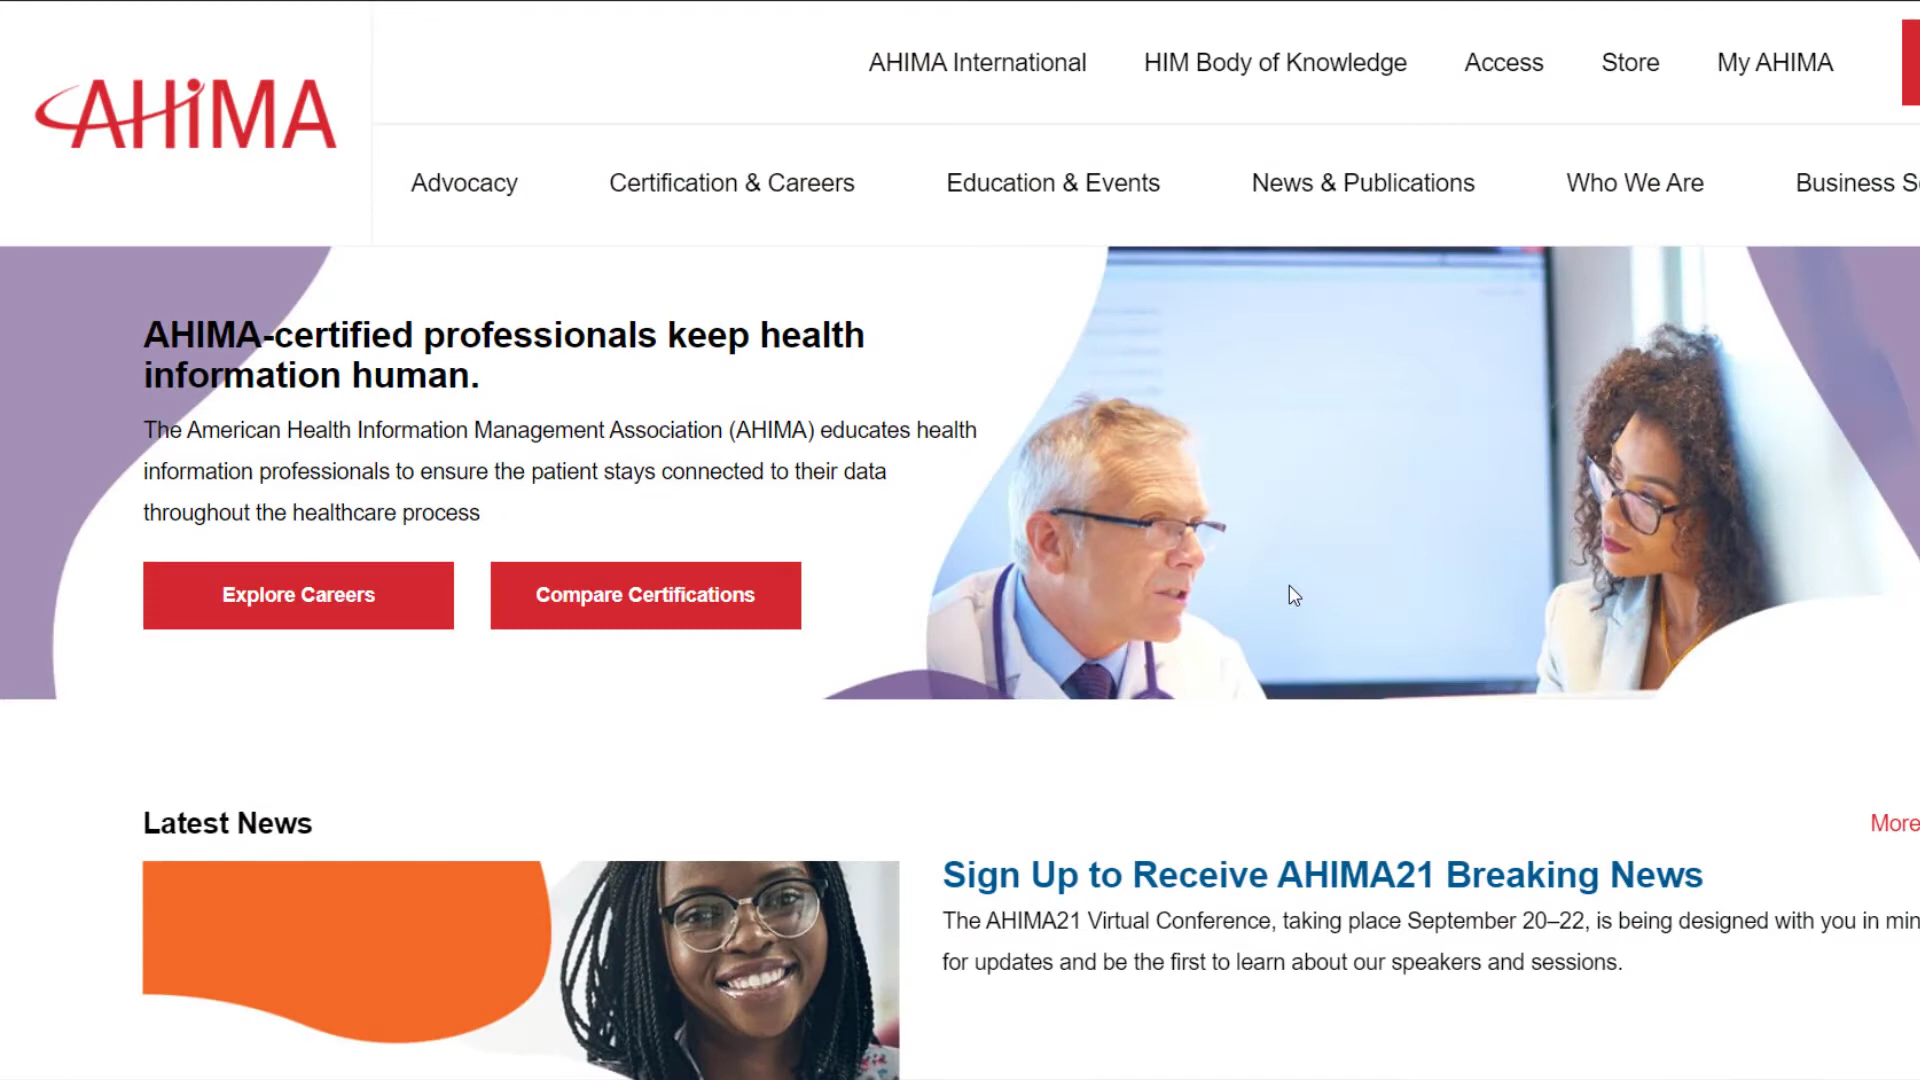 AHIMA
AHIMA International
HIM Body of Knowledge
Access
Store
My AHIMA
Advocacy
Certification & Careers
Education & Events
News & Publications
Who We Are
Business
AHIMA-certified professionals keep health
information human.
The American Health Information Management Association (AHIMA) educates health
information professionals to ensure the patient stays connected to their data
throughout the healthcare process
Explore Careers
Compare Certifications
Latest News
More
Sign Up to Receive AHIMA21 Breaking News
The AHIMA21 Virtual Conference, taking place September 20–22, is being designed with you in
for updates and be the first to learn about our speakers and sessions.